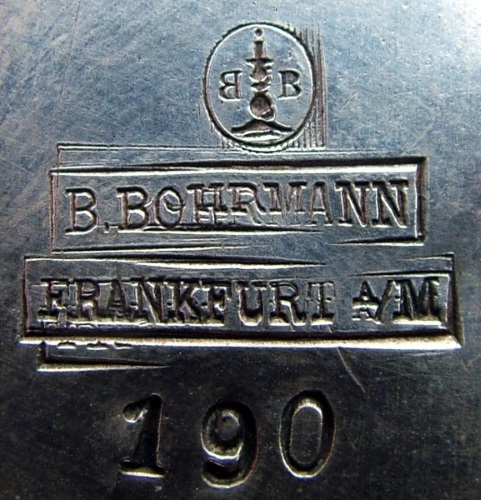 B B
B. BOHRMANN
FRANKFURT A/M
190